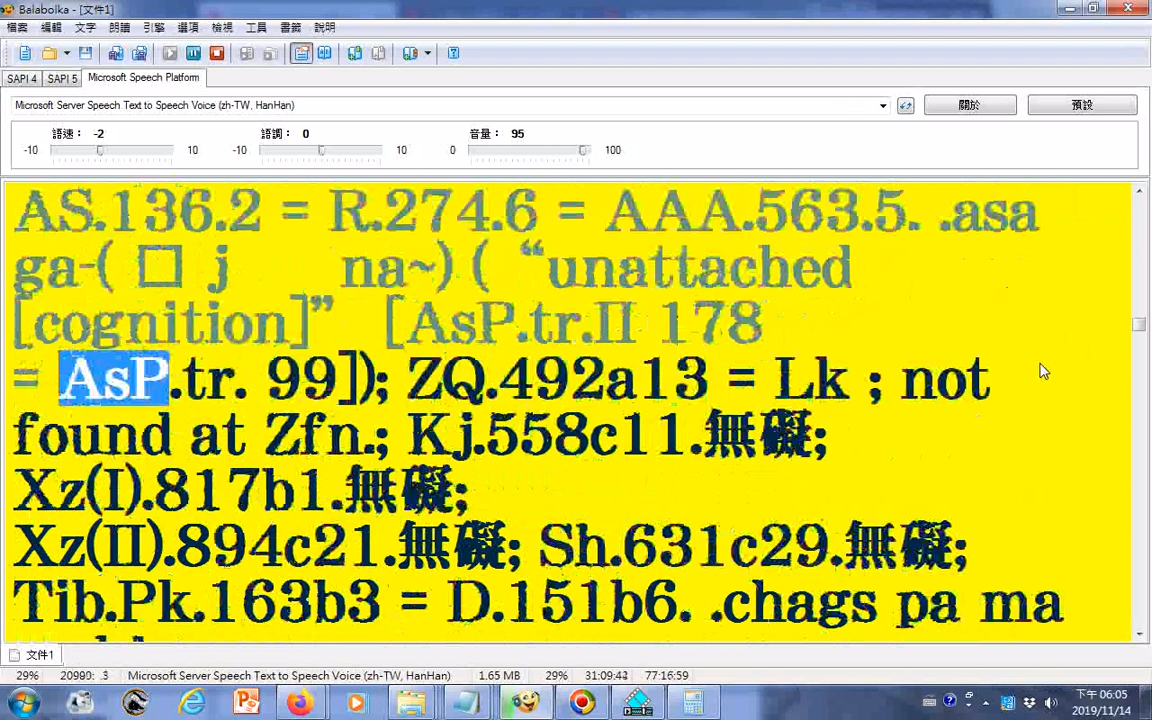 Balabolka - [文件1]
檔案 編輯 文字 朗讀 引擎 選項 檢視 工具 書籤 說明
SAPI 4 SAPI 5 Microsoft Speech Platform
Microsoft Server Speech Text to Speech Voice (zh-TW, HanHan) 關於 預設
語速： -2 語調： 0 音量： 95
-10 10 -10 10 0 100
AS.136.2 = R.274.6 = AAA.563.5. .asa
ga-( □ j na~) ( “unattached
[cognition]” [AsP.tr.II 178
= AsP.tr. 99]); ZQ.492a13 = Lk ; not
found at Zfn.; Kj.558c11.無礙;
Xz(I).817b1.無礙;
Xz(II).894c21.無礙; Sh.631c29.無礙;
Tib.Pk.163b3 = D.151b6. .chags pa ma
文件1
29% Microsoft Server Speech Text to Speech Voice (zh-TW, HanHan) 1.65 MB 29% 31:09:43 77:16:59
下午 06:05
2019/11/14